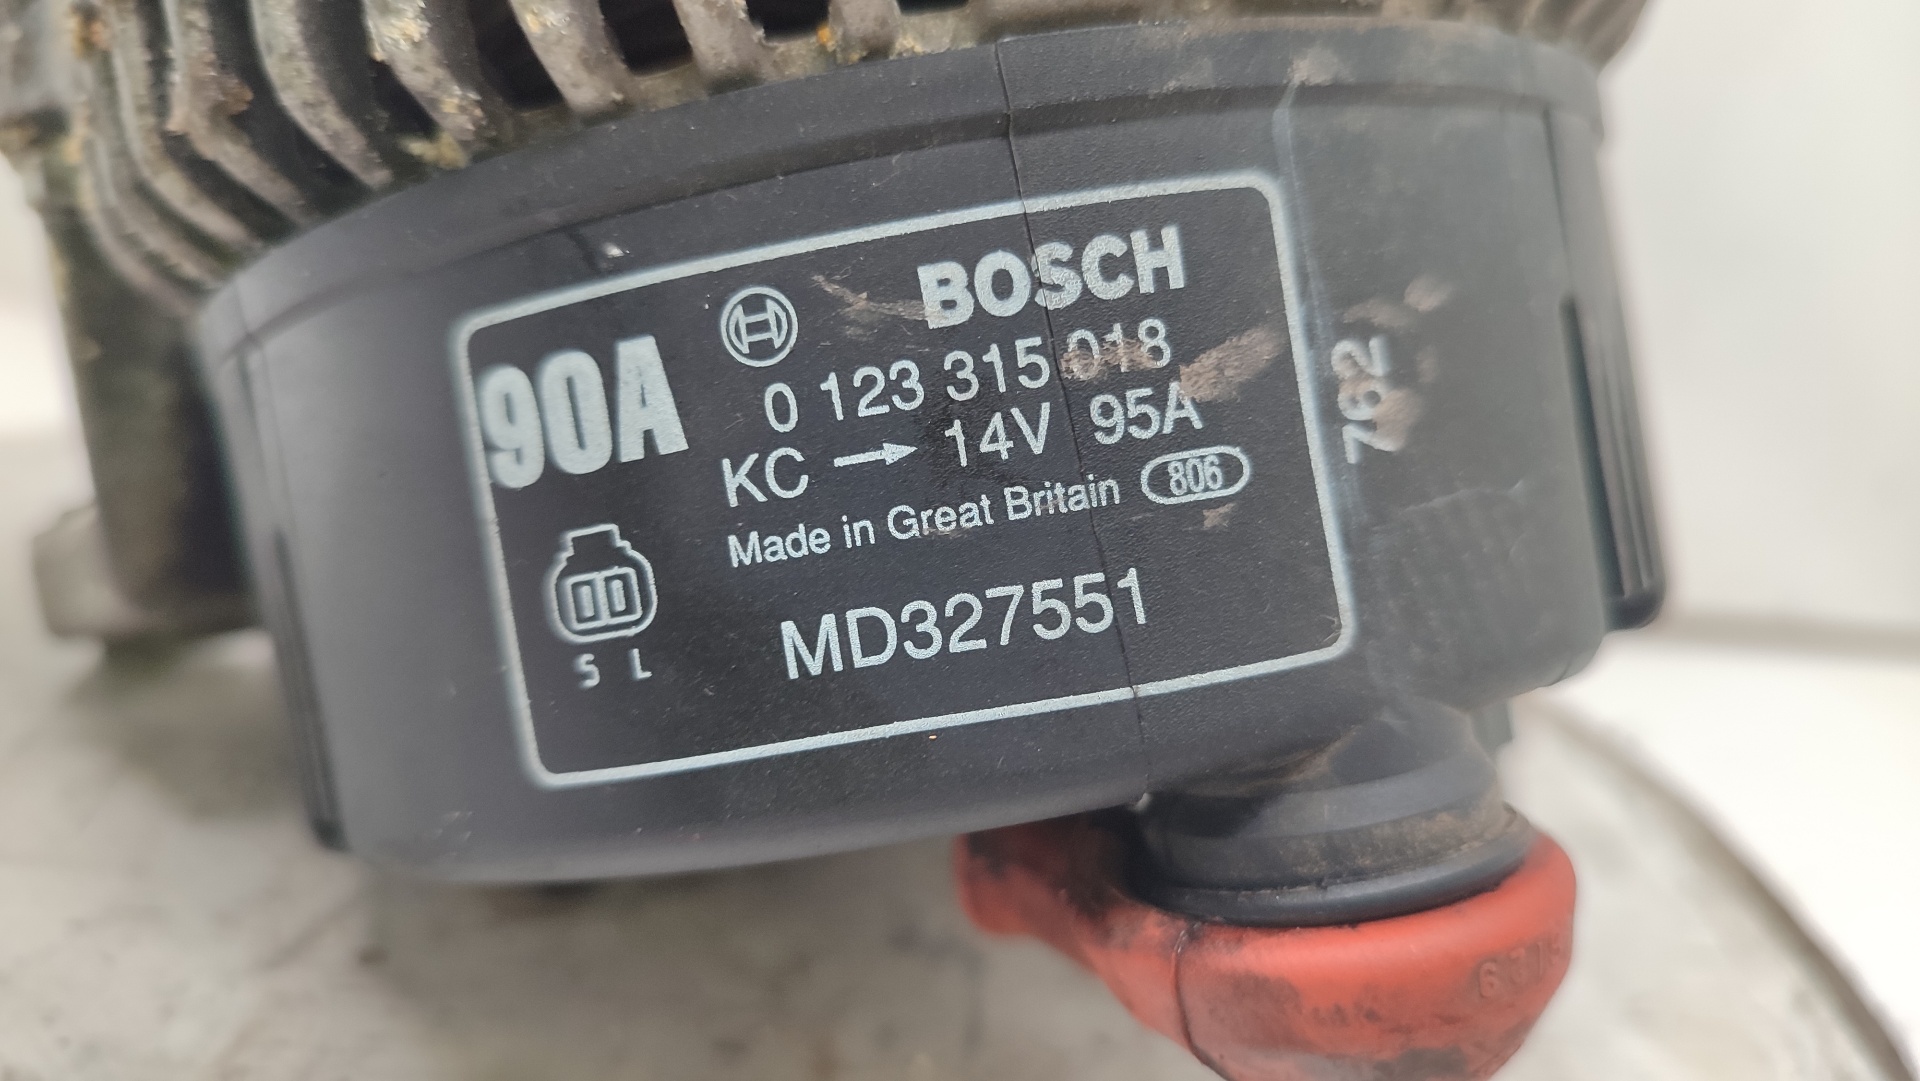 BOSCH
90A
0 123 315 018
KC → 14V 95A
Made in Great Britain 806
MD327551
S L
762